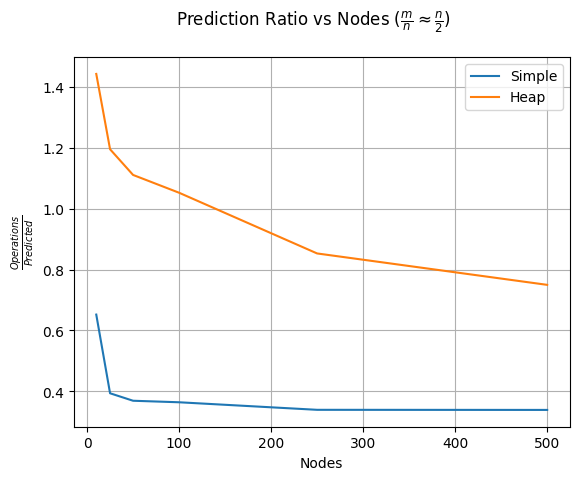 Prediction Ratio vs Nodes (m/n ≈ n/2)
Simple
Heap
Operations/Predicted
1.4
1.2
1.0
0.8
0.6
0.4
0 100 200 300 400 500
Nodes